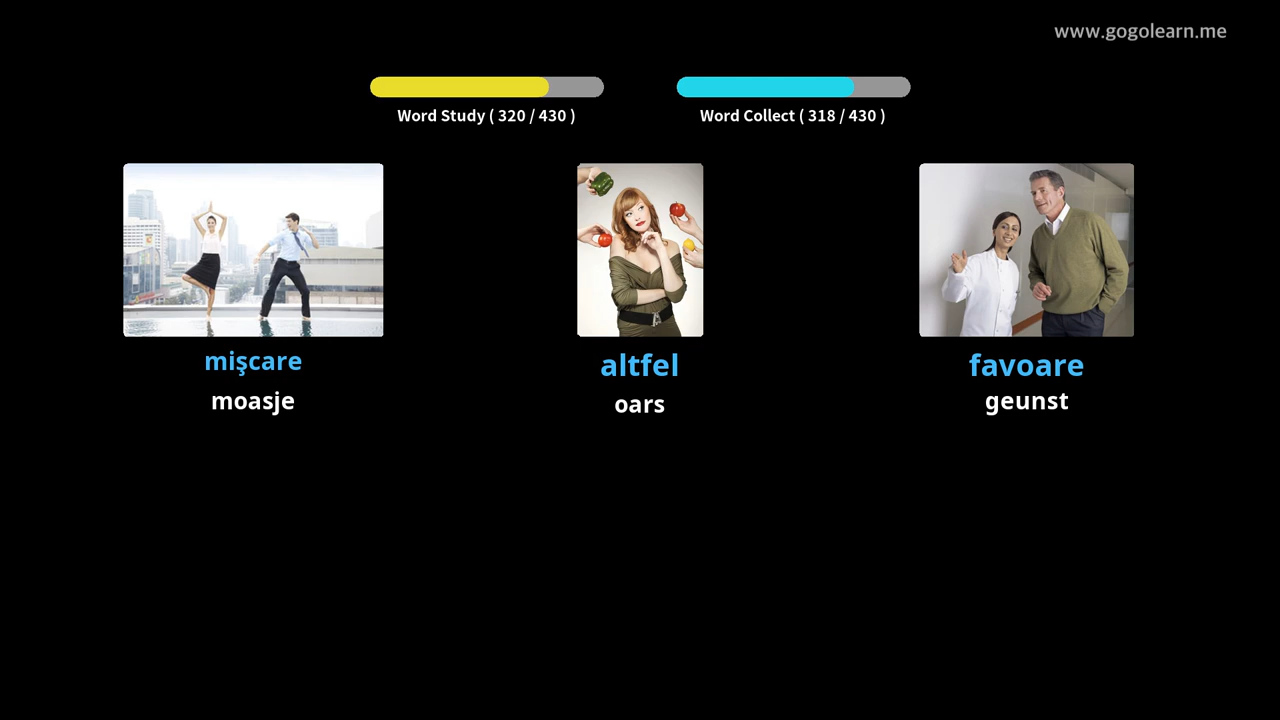 www.gogolearn.me
Word Study ( 320 / 430 )
Word Collect ( 318 / 430 )
mişcare
altfel
favoare
moasje
oars
geunst